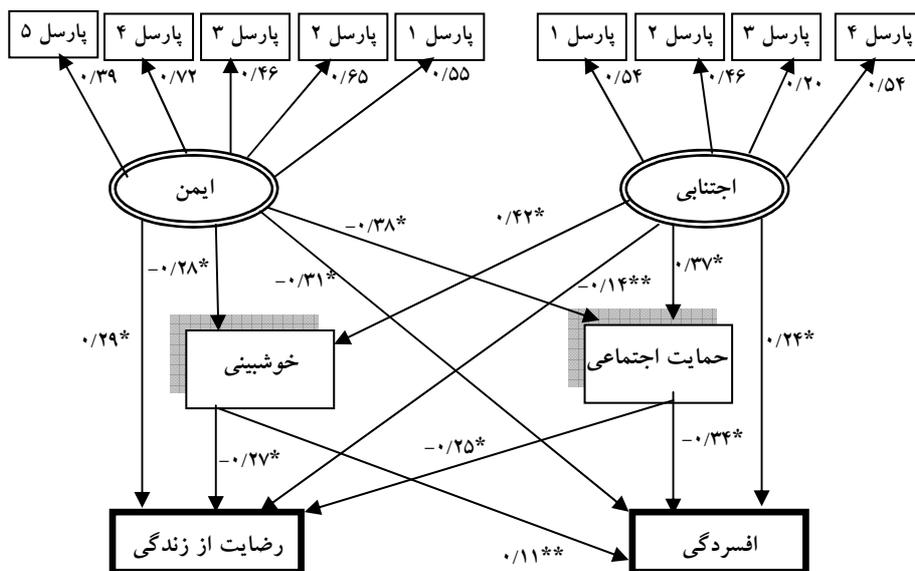 پارسل ۴
پارسل ۳
پارسل ۲
پارسل ۱
پارسل ۱
پارسل ۲
پارسل ۳
پارسل ۴
پارسل ۵
۰/۵۴
۰/۲۰
۰/۴۶
۰/۵۴
۰/۵۵
۰/۶۵
۰/۴۶
۰/۷۲
۰/۳۹
اجتنابی
ایمن
۰/۴۲*
−۰/۳۸*
۰/۳۷*
−۰/۱۴**
−۰/۳۱*
−۰/۲۸*
۰/۲۴*
۰/۲۹*
حمایت اجتماعی
خوشبینی
−۰/۳۴*
−۰/۲۵*
−۰/۲۷*
۰/۱۱**
افسردگی
رضایت از زندگی